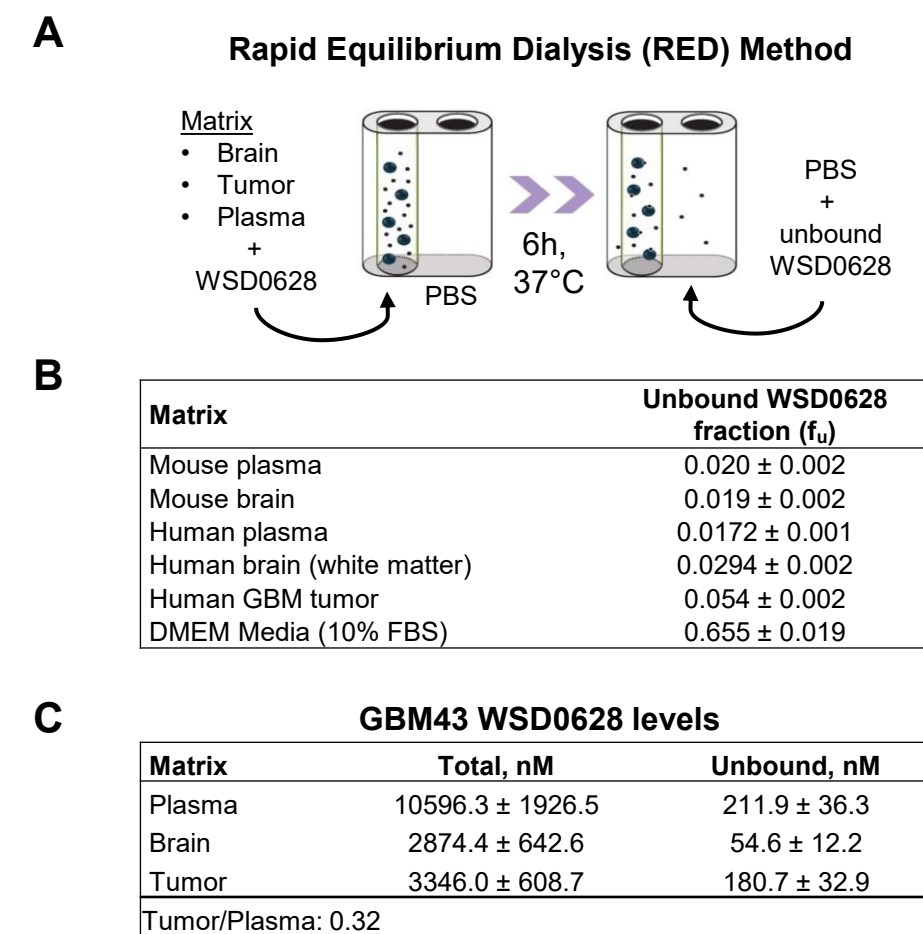 A
Rapid Equilibrium Dialysis (RED) Method
Matrix
• Brain
• Tumor
• Plasma
+
WSD0628
PBS
6h,
37°C
PBS
+
unbound
WSD0628
B
Matrix
Unbound WSD0628
fraction (fu)
Mouse plasma 0.020 ± 0.002
Mouse brain 0.019 ± 0.002
Human plasma 0.0172 ± 0.001
Human brain (white matter) 0.0294 ± 0.002
Human GBM tumor 0.054 ± 0.002
DMEM Media (10% FBS) 0.655 ± 0.019
C
GBM43 WSD0628 levels
Matrix Total, nM Unbound, nM
Plasma 10596.3 ± 1926.5 211.9 ± 36.3
Brain 2874.4 ± 642.6 54.6 ± 12.2
Tumor 3346.0 ± 608.7 180.7 ± 32.9
Tumor/Plasma: 0.32